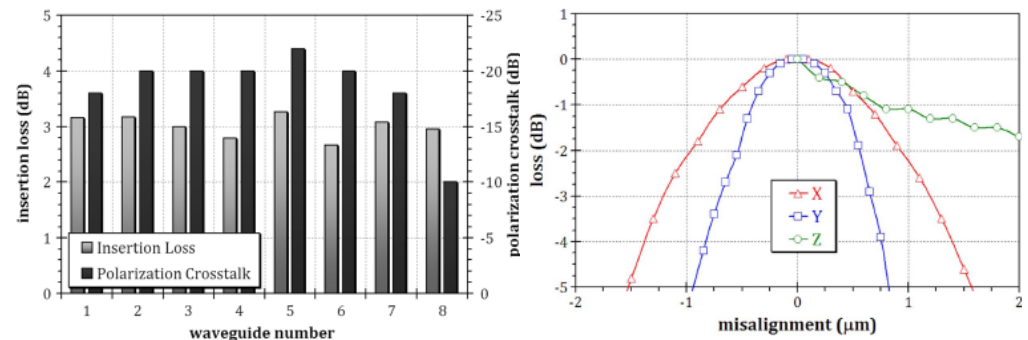 insertion loss (dB)
5
4
3
2
1
0
Insertion Loss
Polarization Crosstalk
1 2 3 4 5 6 7 8
waveguide number
-25
-20
-15
-10
-5
0
polarization crosstalk (dB)
loss (dB)
1
0
-1
-2
-3
-4
-5
X
Y
Z
-2 -1 0 1 2
misalignment (μm)